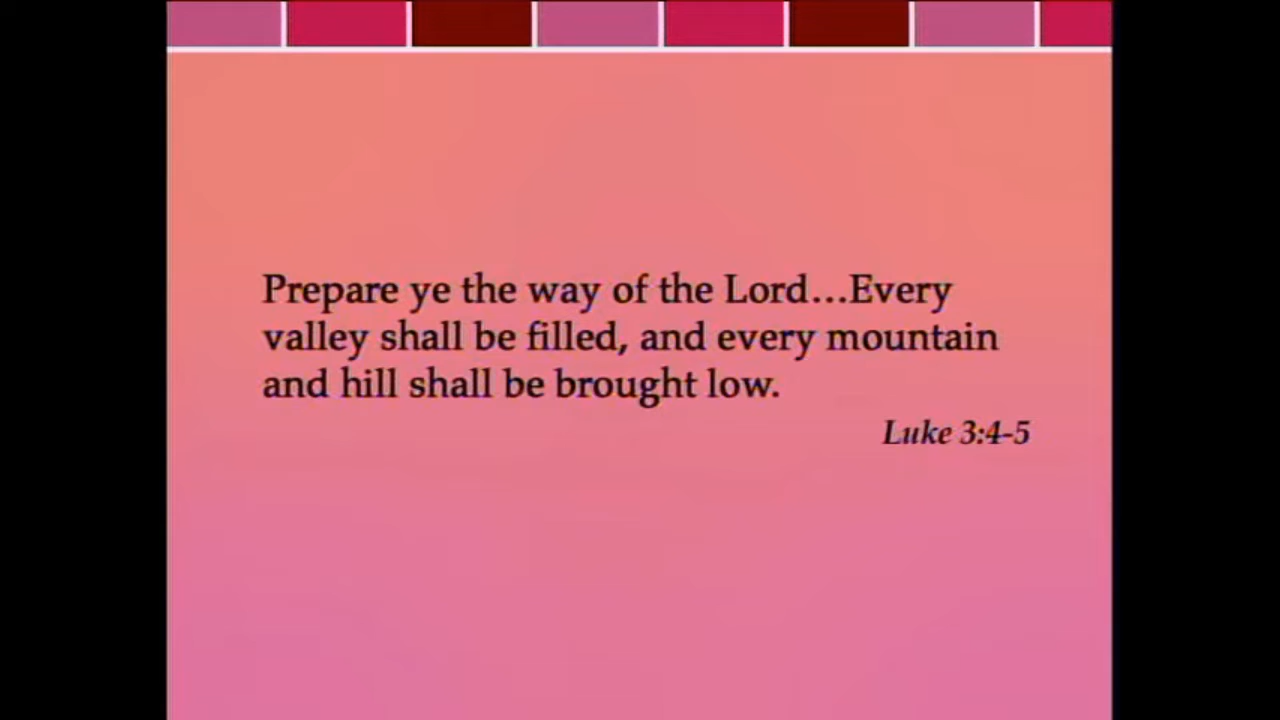 Prepare ye the way of the Lord...Every
valley shall be filled, and every mountain
and hill shall be brought low.
Luke 3:4-5